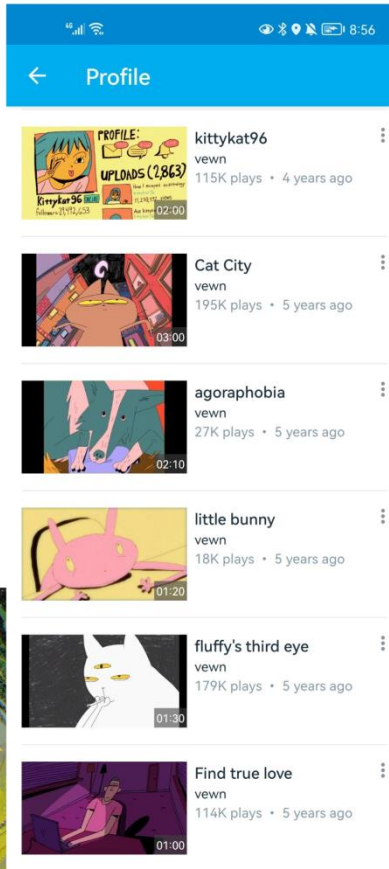 46
8:56
Profile
PROFILE:
UPLOADS (2,863)
Kittykat96 ONLINE
02:00
kittykat96
vewn
115K plays • 4 years ago
03:00
Cat City
vewn
195K plays • 5 years ago
02:10
agoraphobia
vewn
27K plays • 5 years ago
01:20
little bunny
vewn
18K plays • 5 years ago
01:30
fluffy's third eye
vewn
179K plays • 5 years ago
01:00
Find true love
vewn
114K plays • 5 years ago